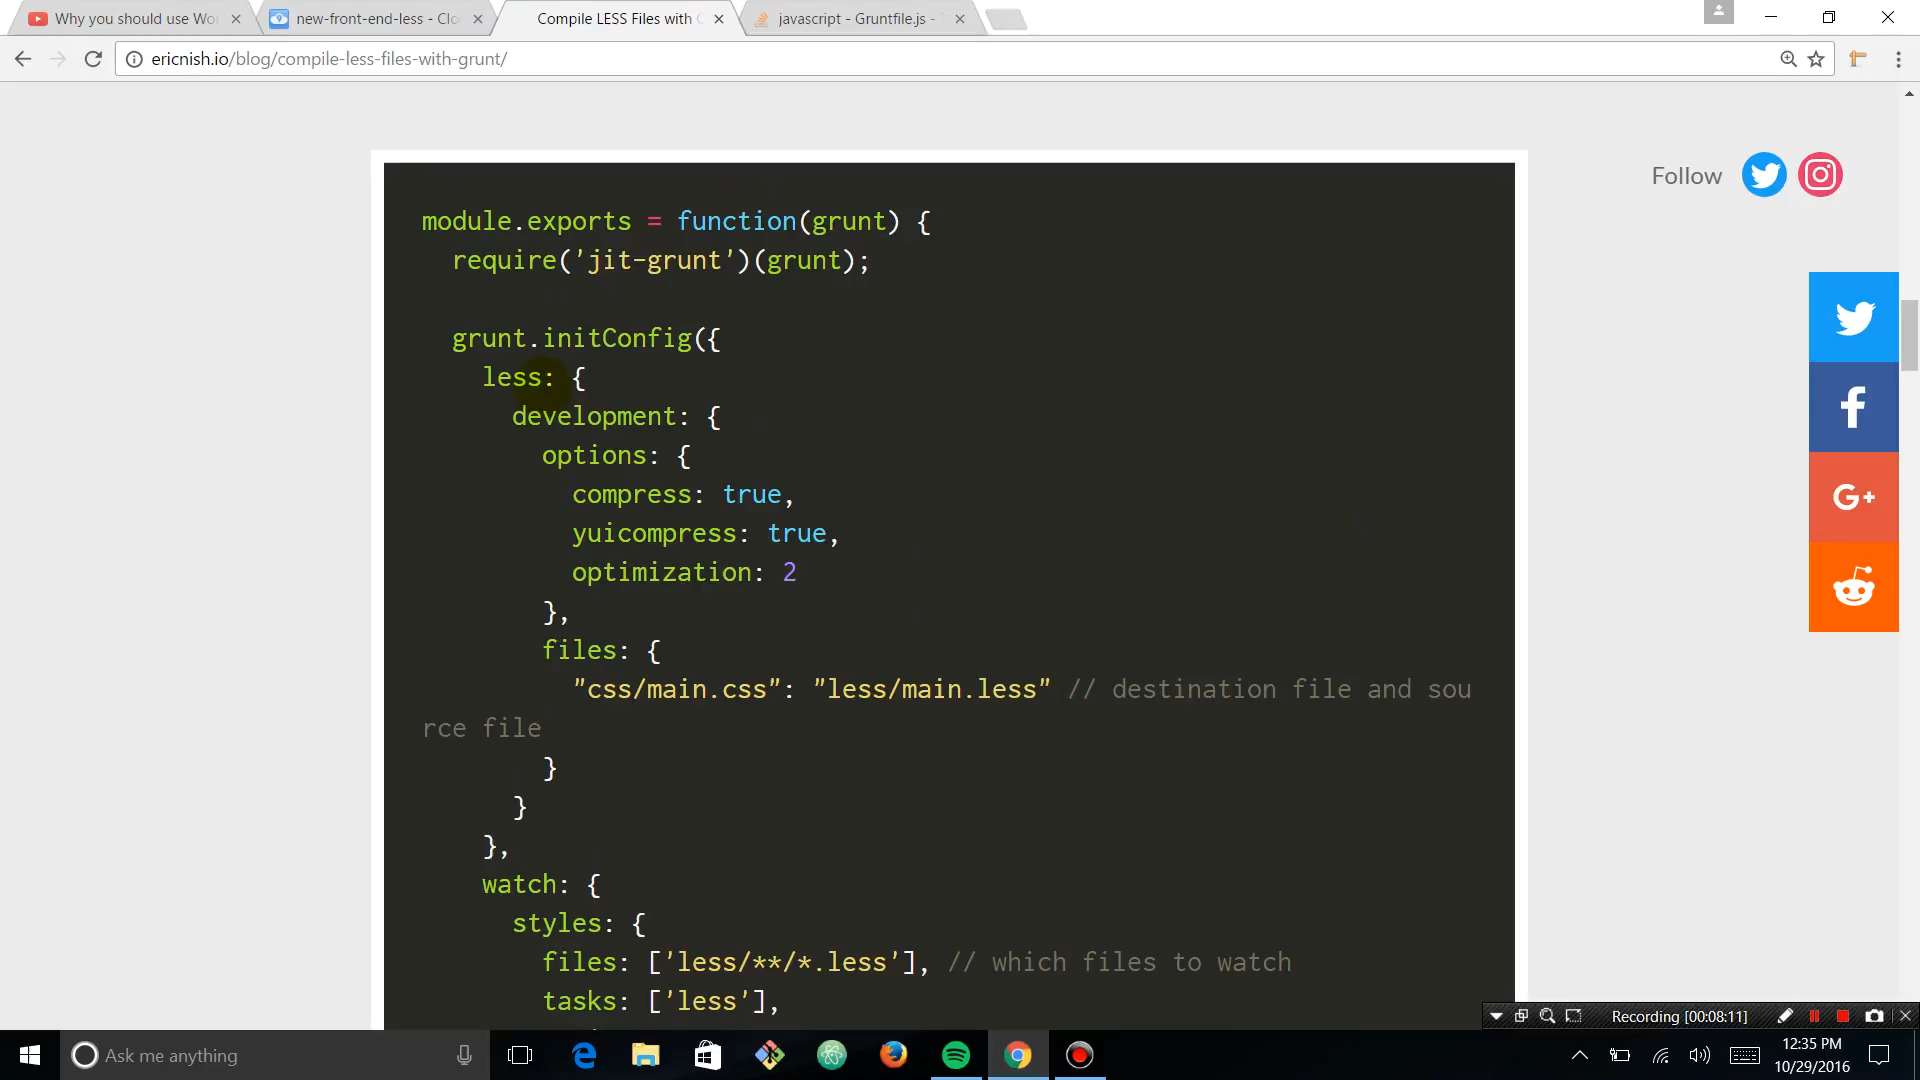 Why you should use Wo
new-front-end-less - Clo
Compile LESS Files with G
javascript - Gruntfile.js -
ericnish.io/blog/compile-less-files-with-grunt/
Follow
module.exports = function(grunt) {
require('jit-grunt')(grunt);
grunt.initConfig({
less: {
development: {
options: {
compress: true,
yuicompress: true,
optimization: 2
},
files: {
"css/main.css": "less/main.less" // destination file and sou
rce file
}
}
},
watch: {
styles: {
files: ['less/**/*.less'], // which files to watch
tasks: ['less'],
G+
Recording [00:08:11]
Ask me anything
12:35 PM
10/29/2016